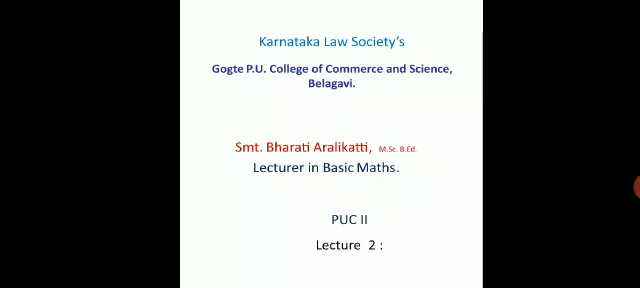 Karnataka Law Society's
Gogte P.U. College of Commerce and Science,
Belagavi.
Smt. Bharati Aralikatti, M.Sc. B.Ed.
Lecturer in Basic Maths.
PUC II
Lecture 2 :